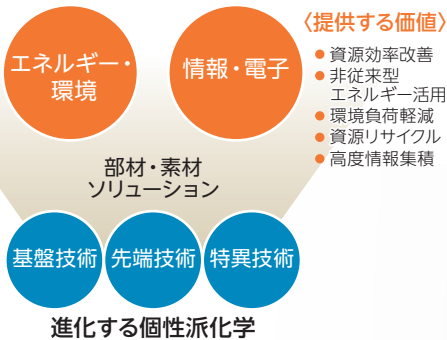 エネルギー・
環境
情報・電子
〈提供する価値〉
● 資源効率改善
● 非従来型
エネルギー活用
● 環境負荷軽減
● 資源リサイクル
● 高度情報集積
部材・素材
ソリューション
基盤技術
先端技術
特異技術
進化する個性派化学